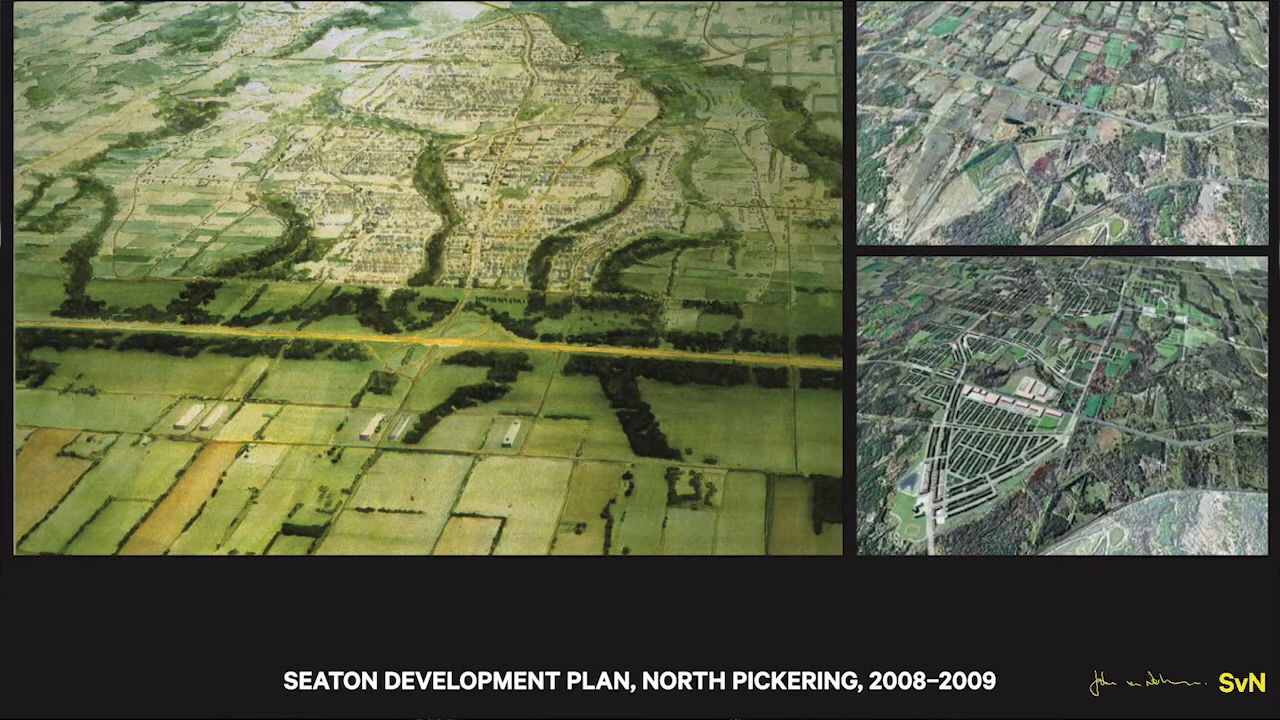 SEATON DEVELOPMENT PLAN, NORTH PICKERING, 2008–2009
SvN